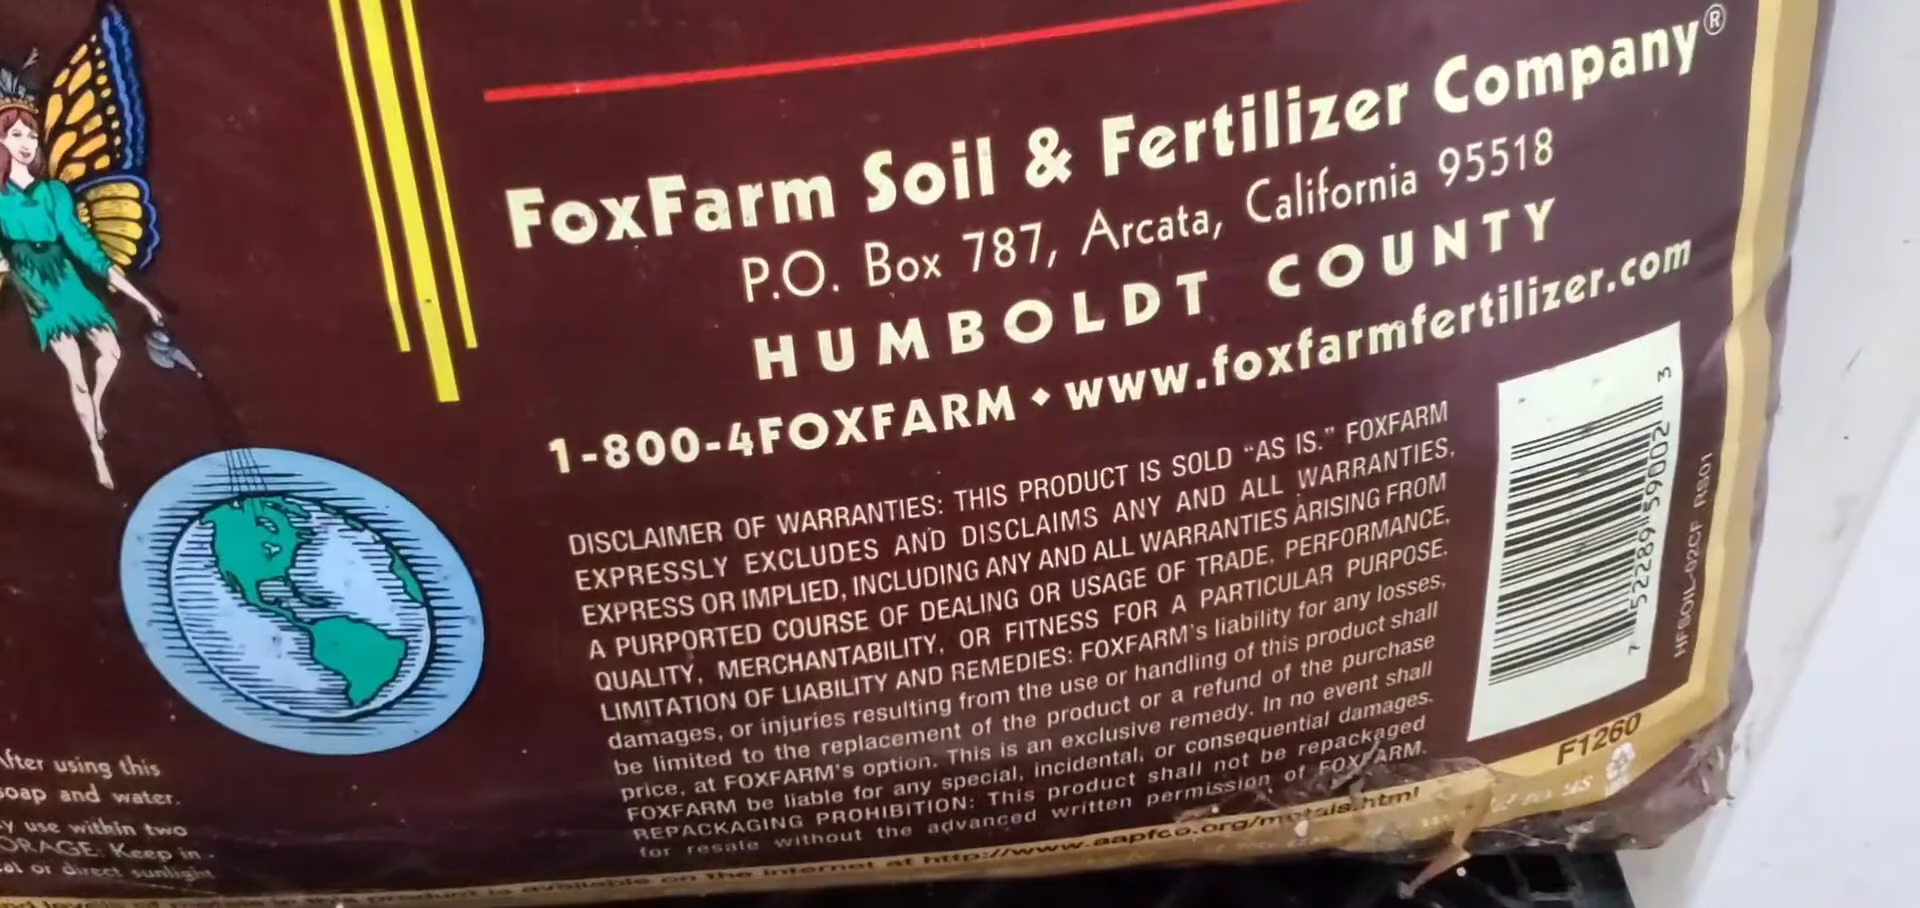 FoxFarm Soil & Fertilizer Company®
P.O. Box 787, Arcata, California 95518
HUMBOLDT COUNTY
1-800-4FOXFARM ◆ www.foxfarmfertilizer.com
DISCLAIMER OF WARRANTIES: THIS PRODUCT IS SOLD “AS IS.” FOXFARM
EXPRESSLY EXCLUDES AND DISCLAIMS ANY AND ALL WARRANTIES,
EXPRESS OR IMPLIED, INCLUDING ANY AND ALL WARRANTIES ARISING FROM
A PURPORTED COURSE OF DEALING OR USAGE OF TRADE, PERFORMANCE,
QUALITY, MERCHANTABILITY, OR FITNESS FOR A PARTICULAR PURPOSE.
LIMITATION OF LIABILITY AND REMEDIES: FOXFARM's liability for any losses,
damages, or injuries resulting from the use or handling of this product shall
be limited to the replacement of the product or a refund of the purchase
price, at FOXFARM's option. This is an exclusive remedy. In no event shall
FOXFARM be liable for any special, incidental, or consequential damages.
REPACKAGING PROHIBITION: This product shall not be repackaged
for resale without the advanced written permission of FOXFARM.
7 52289 59002 3
HFSOIL-02CF RS01
F1260
After using this
soap and water.
use within two
STORAGE: Keep in
or direct sunlight
product is available on the internet at http://www.aapfco.org/metals.html